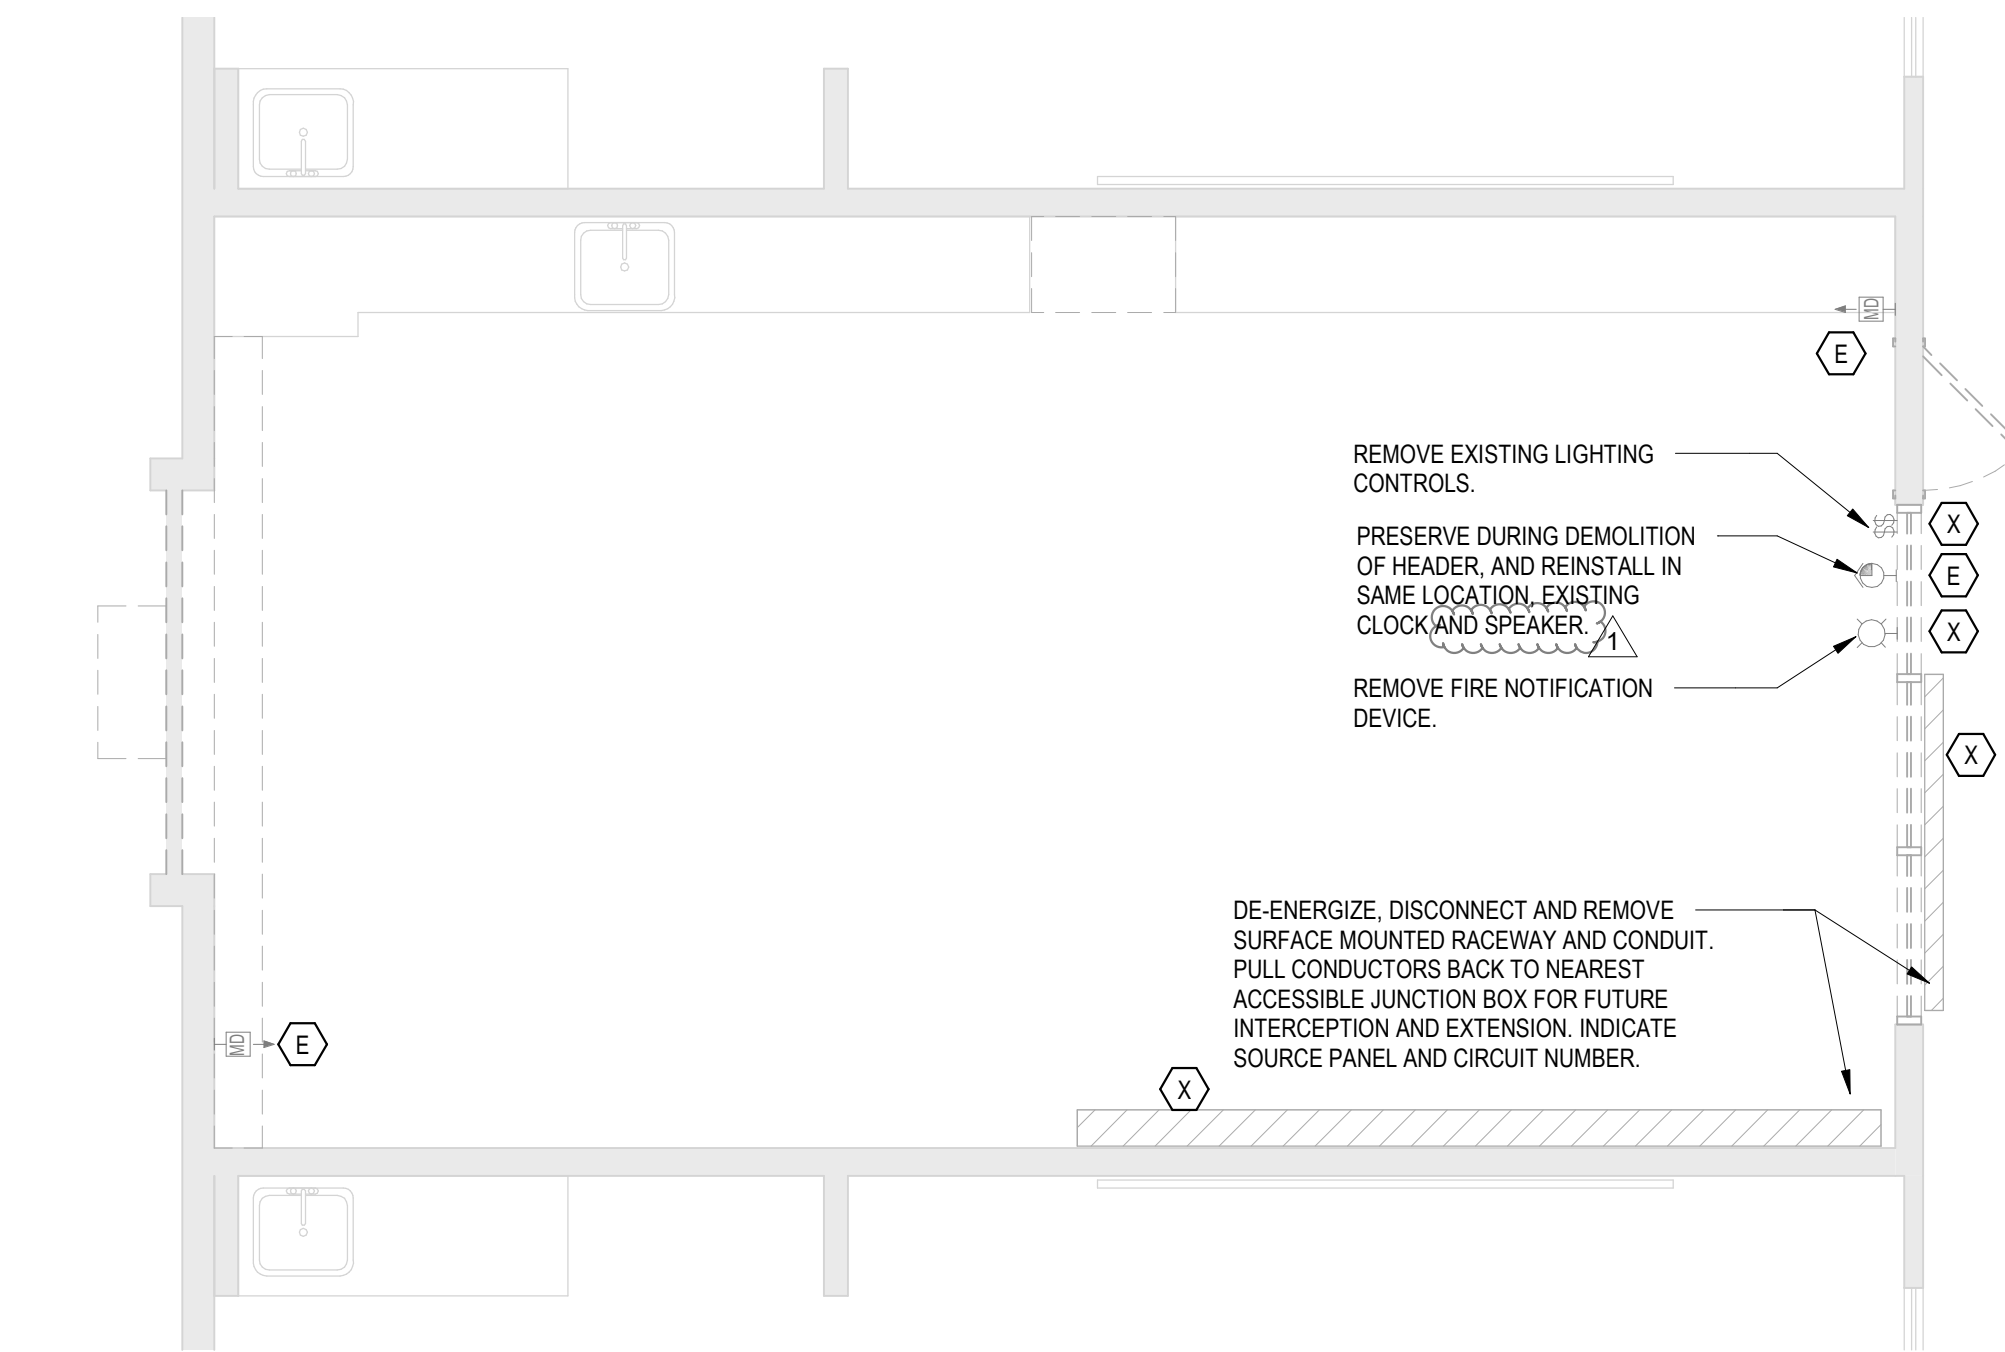 MD
E
REMOVE EXISTING LIGHTING
CONTROLS.
$$
X
PRESERVE DURING DEMOLITION
OF HEADER, AND REINSTALL IN
SAME LOCATION, EXISTING
CLOCK AND SPEAKER.
1
E
X
REMOVE FIRE NOTIFICATION
DEVICE.
X
DE-ENERGIZE, DISCONNECT AND REMOVE
SURFACE MOUNTED RACEWAY AND CONDUIT.
PULL CONDUCTORS BACK TO NEAREST
ACCESSIBLE JUNCTION BOX FOR FUTURE
INTERCEPTION AND EXTENSION. INDICATE
SOURCE PANEL AND CIRCUIT NUMBER.
MD
E
X